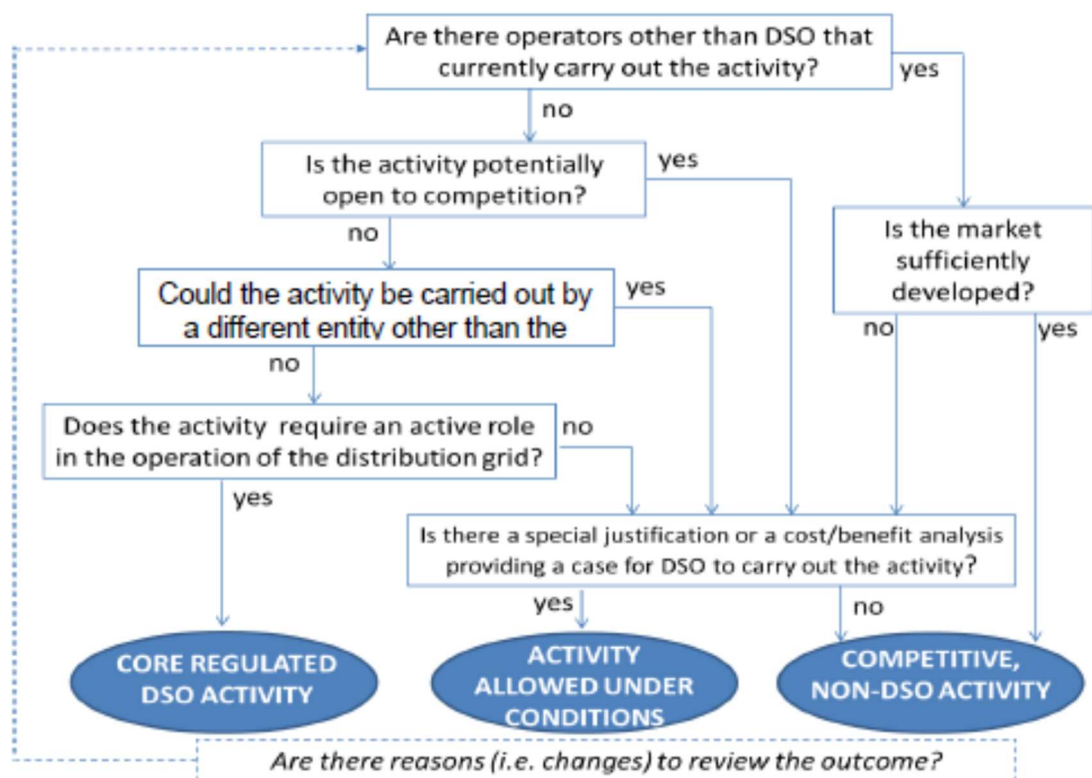 Are there operators other than DSO that
currently carry out the activity?
yes
no
Is the activity potentially
open to competition?
yes
no
Is the market
sufficiently
developed?
Could the activity be carried out by
a different entity other than the
yes
no
yes
no
Does the activity require an active role
in the operation of the distribution grid?
no
yes
Is there a special justification or a cost/benefit analysis
providing a case for DSO to carry out the activity?
yes
no
CORE REGULATED
DSO ACTIVITY
ACTIVITY
ALLOWED UNDER
CONDITIONS
COMPETITIVE,
NON-DSO ACTIVITY
Are there reasons (i.e. changes) to review the outcome?